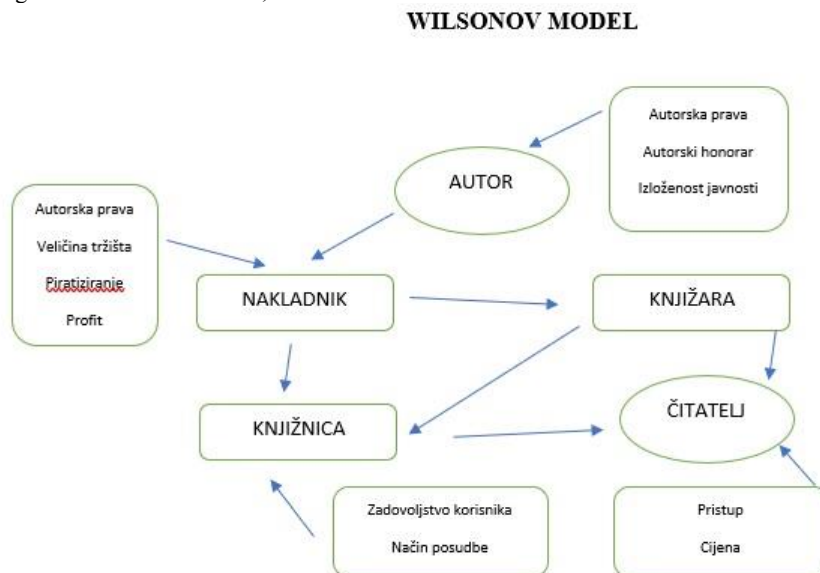 WILSONOV MODEL
Autorska prava
Autorski honorar
Izloženost javnosti
AUTOR
Autorska prava
Veličina tržišta
Piratiziranje
Profit
NAKLADNIK
KNJIŽARA
KNJIŽNICA
ČITATELJ
Zadovoljstvo korisnika
Način posudbe
Pristup
Cijena